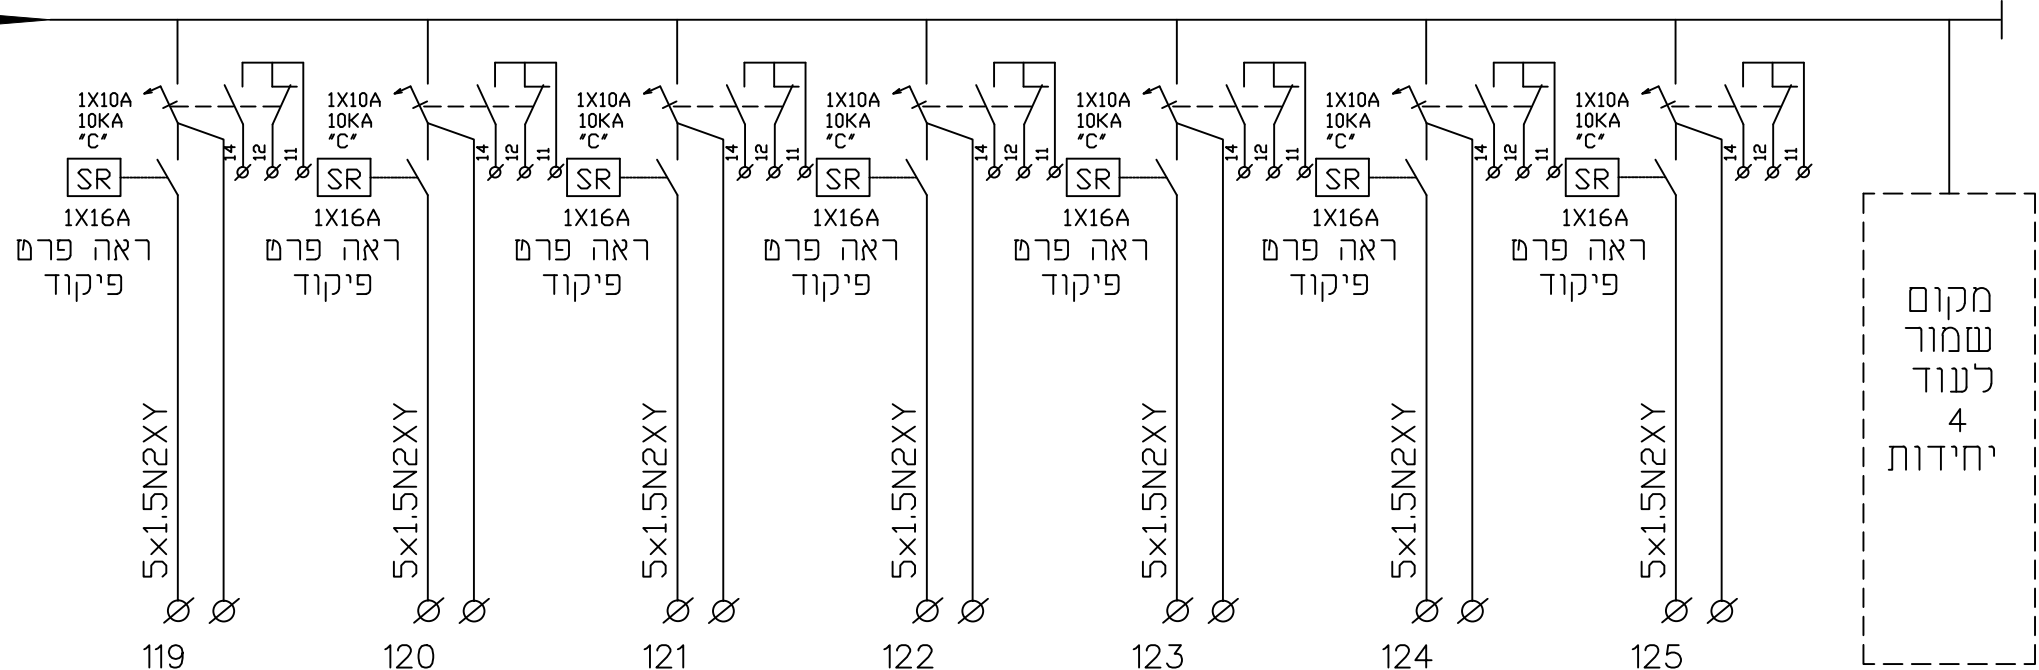 1X10A
10KA
"C"
14
12
11
SR
1X16A
ראה פרט
פיקוד
5x1.5N2XY
119
1X10A
10KA
"C"
14
12
11
SR
1X16A
ראה פרט
פיקוד
5x1.5N2XY
120
1X10A
10KA
"C"
14
12
11
SR
1X16A
ראה פרט
פיקוד
5x1.5N2XY
121
1X10A
10KA
"C"
14
12
11
SR
1X16A
ראה פרט
פיקוד
5x1.5N2XY
122
1X10A
10KA
"C"
14
12
11
SR
1X16A
ראה פרט
פיקוד
5x1.5N2XY
123
1X10A
10KA
"C"
14
12
11
SR
1X16A
ראה פרט
פיקוד
5x1.5N2XY
124
1X10A
10KA
"C"
14
12
11
SR
1X16A
ראה פרט
פיקוד
5x1.5N2XY
125
מקום
שמור
לעוד
4
יחידות